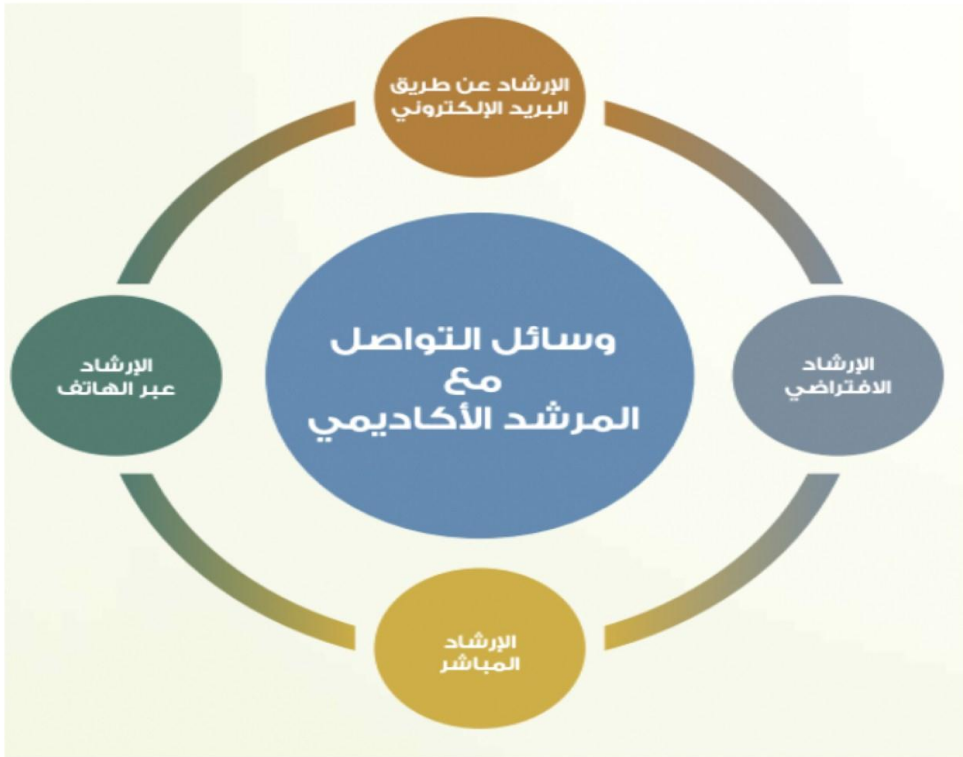 الإرشاد عن طريق
البريد الإلكتروني
وسائل التواصل
مع
المرشد الأكاديمي
الإرشاد
الافتراضي
الإرشاد
عبر الهاتف
الإرشاد
المباشر